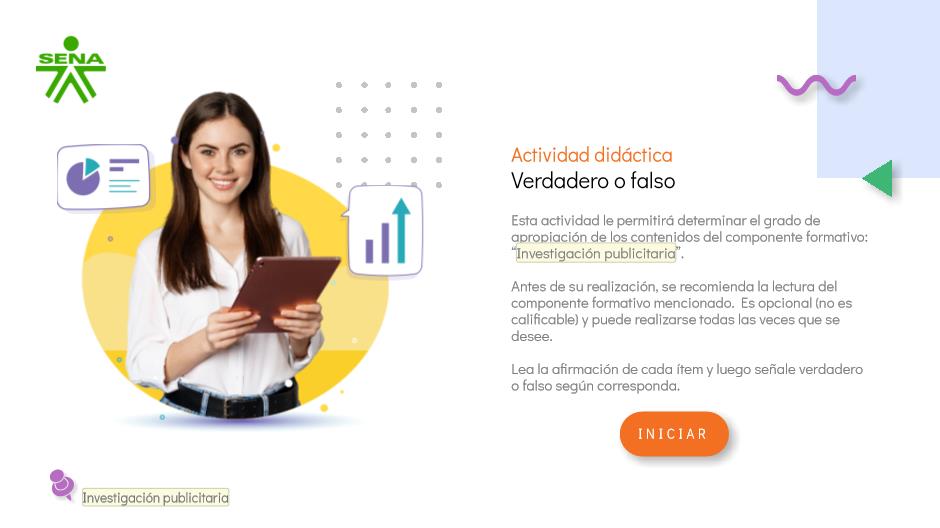 SENA
Actividad didáctica
Verdadero o falso
Esta actividad le permitirá determinar el grado de
apropiación de los contenidos del componente formativo:
“Investigación publicitaria”.
Antes de su realización, se recomienda la lectura del
componente formativo mencionado. Es opcional (no es
calificable) y puede realizarse todas las veces que se
desee.
Lea la afirmación de cada ítem y luego señale verdadero
o falso según corresponda.
INICIAR
Investigación publicitaria